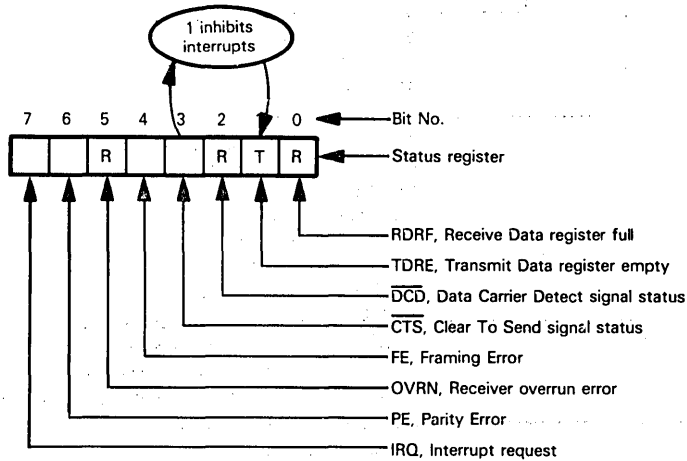 1 inhibits
interrupts
7 6 5 4 3 2 1 0 Bit No.
R R T R Status register
RDRF, Receive Data register full
TDRE, Transmit Data register empty
D̅C̅D̅, Data Carrier Detect signal status
C̅T̅S̅, Clear To Send signal status
FE, Framing Error
OVRN, Receiver overrun error
PE, Parity Error
IRQ, Interrupt request